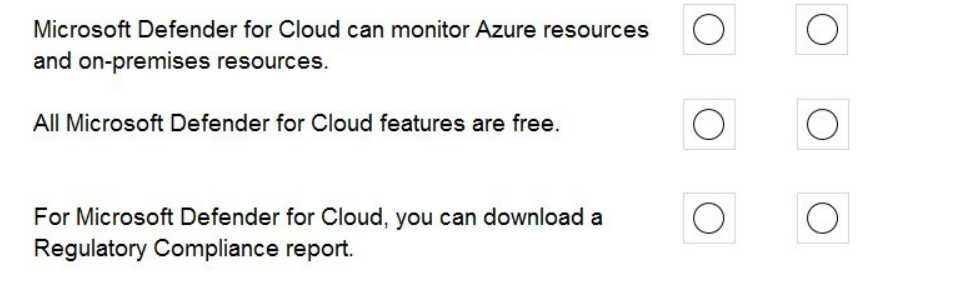 Microsoft Defender for Cloud can monitor Azure resources
and on-premises resources.
All Microsoft Defender for Cloud features are free.
For Microsoft Defender for Cloud, you can download a
Regulatory Compliance report.